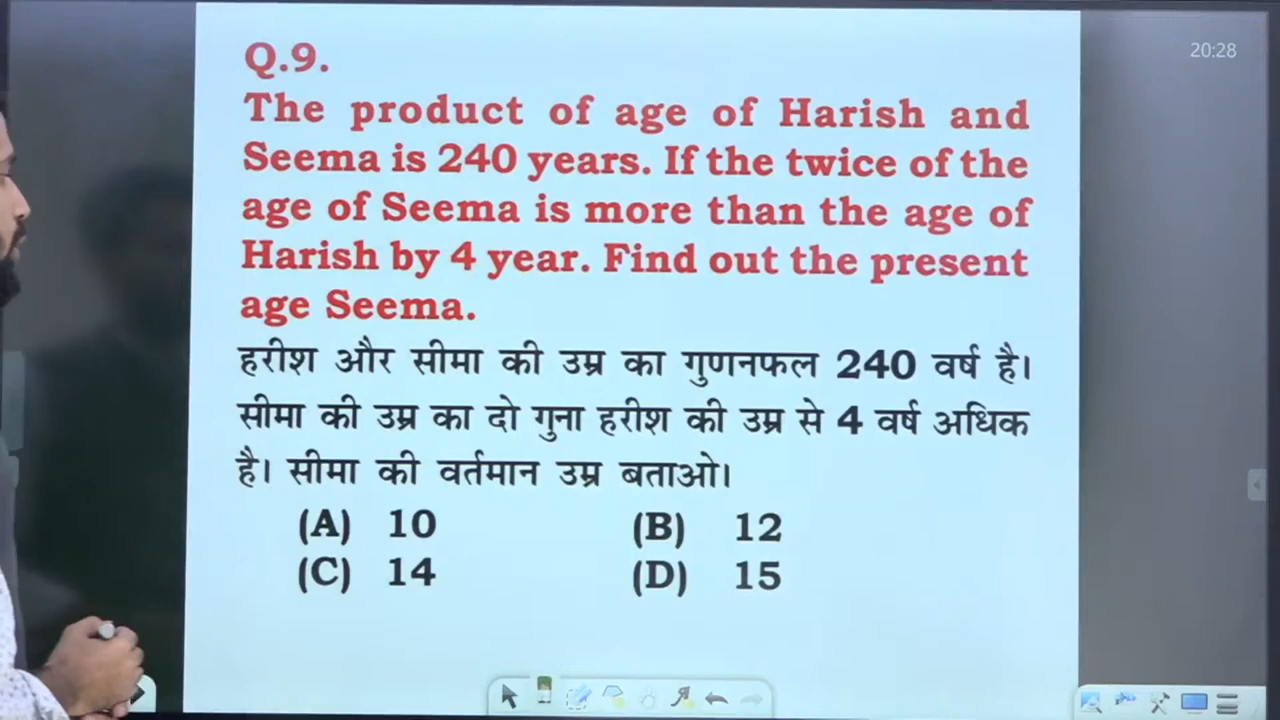 20:28
Q.9.
The product of age of Harish and
Seema is 240 years. If the twice of the
age of Seema is more than the age of
Harish by 4 year. Find out the present
age Seema.
हरीश और सीमा की उम्र का गुणनफल 240 वर्ष है।
सीमा की उम्र का दो गुना हरीश की उम्र से 4 वर्ष अधिक
है। सीमा की वर्तमान उम्र बताओ।
(A) 10 (B) 12
(C) 14 (D) 15